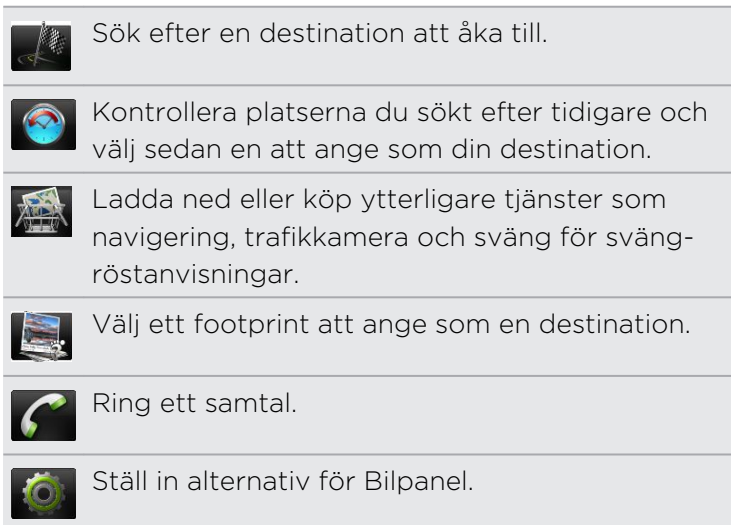 Sök efter en destination att åka till.
Kontrollera platserna du sökt efter tidigare och
välj sedan en att ange som din destination.
Ladda ned eller köp ytterligare tjänster som
navigering, trafikkamera och sväng för sväng-
röstanvisningar.
Välj ett footprint att ange som en destination.
Ring ett samtal.
Ställ in alternativ för Bilpanel.